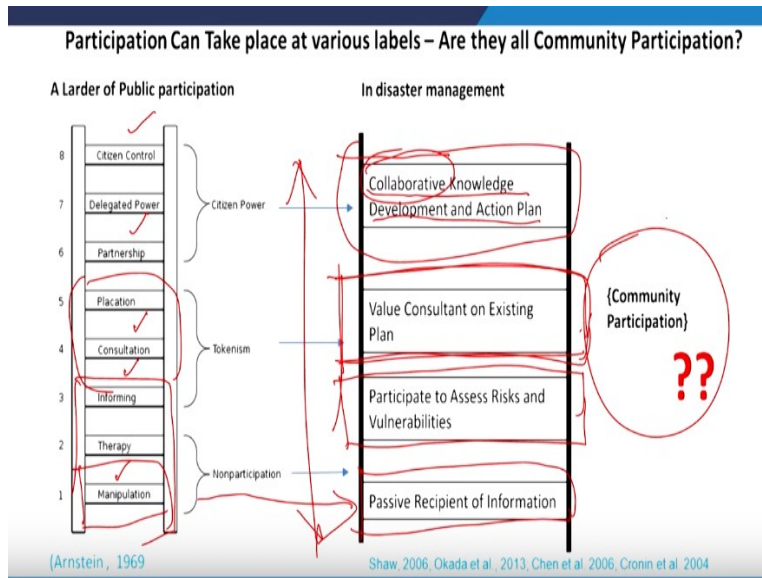 Participation Can Take place at various labels – Are they all Community Participation?
A Larder of Public participation
8 Citizen Control
7 Delegated Power
6 Partnership
Citizen Power
5 Placation
4 Consultation
3 Informing
Tokenism
2 Therapy
1 Manipulation
Nonparticipation
(Arnstein, 1969
In disaster management
Collaborative Knowledge
Development and Action Plan
Value Consultant on Existing
Plan
Participate to Assess Risks and
Vulnerabilities
Passive Recipient of Information
{Community
Participation}
??
Shaw, 2006, Okada et al, 2013, Chen et al. 2006, Cronin et al. 2004